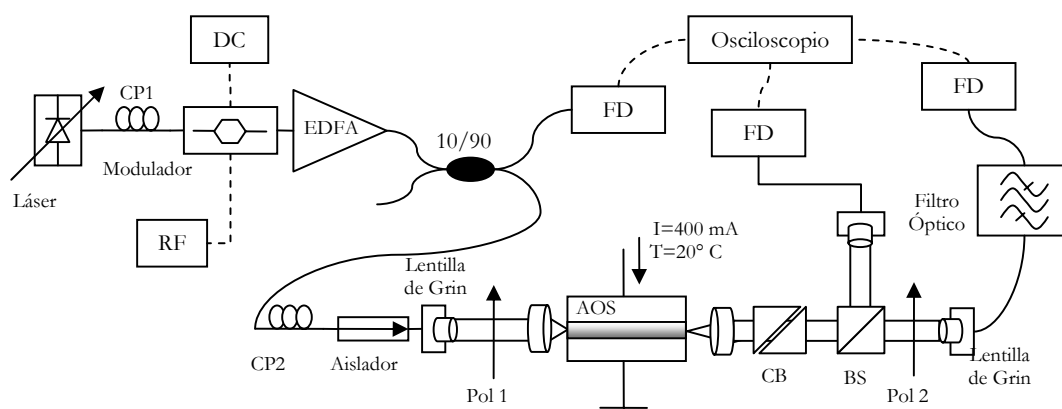 DC
Osciloscopio
FD
CP1
FD
FD
EDFA
10/90
Modulador
Láser
Filtro
Óptico
RF
I=400 mA
T=20° C
Lentilla
de Grin
AOS
CP2
Aislador
Pol 1
CB
BS
Pol 2
Lentilla
de Grin